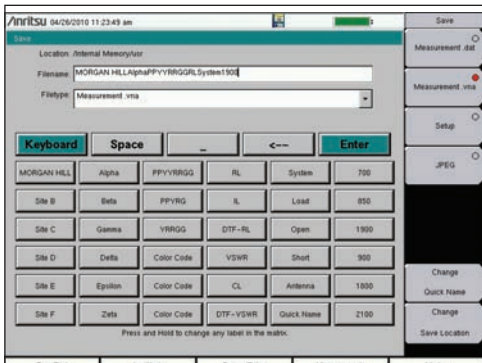 /inritsu 04/26/2010 11:23:49 am
Save
Save
Location: /Internal Memory/usr
Filename: MORGAN HILLAlphaPPVYRRGGRLSystem1900
Filetype: Measurement .vna
Keyboard Space _ <-- Enter
MORGAN HILL Alpha PPVYRRGG RL System 700
Site B Beta PPVRG IL Load 850
Site C Gamma YRRGG DTF-RL Open 1900
Site D Delta Color Code VSWR Short 900
Site E Epsilon Color Code CL Antenna 1800
Site F Zeta Color Code DTF-VSWR Quick Name 2100
Press and Hold to change any label in the matrix.
Measurement .dat
Measurement .vna
Setup
JPEG
Change
Quick Name
Change
Save Location